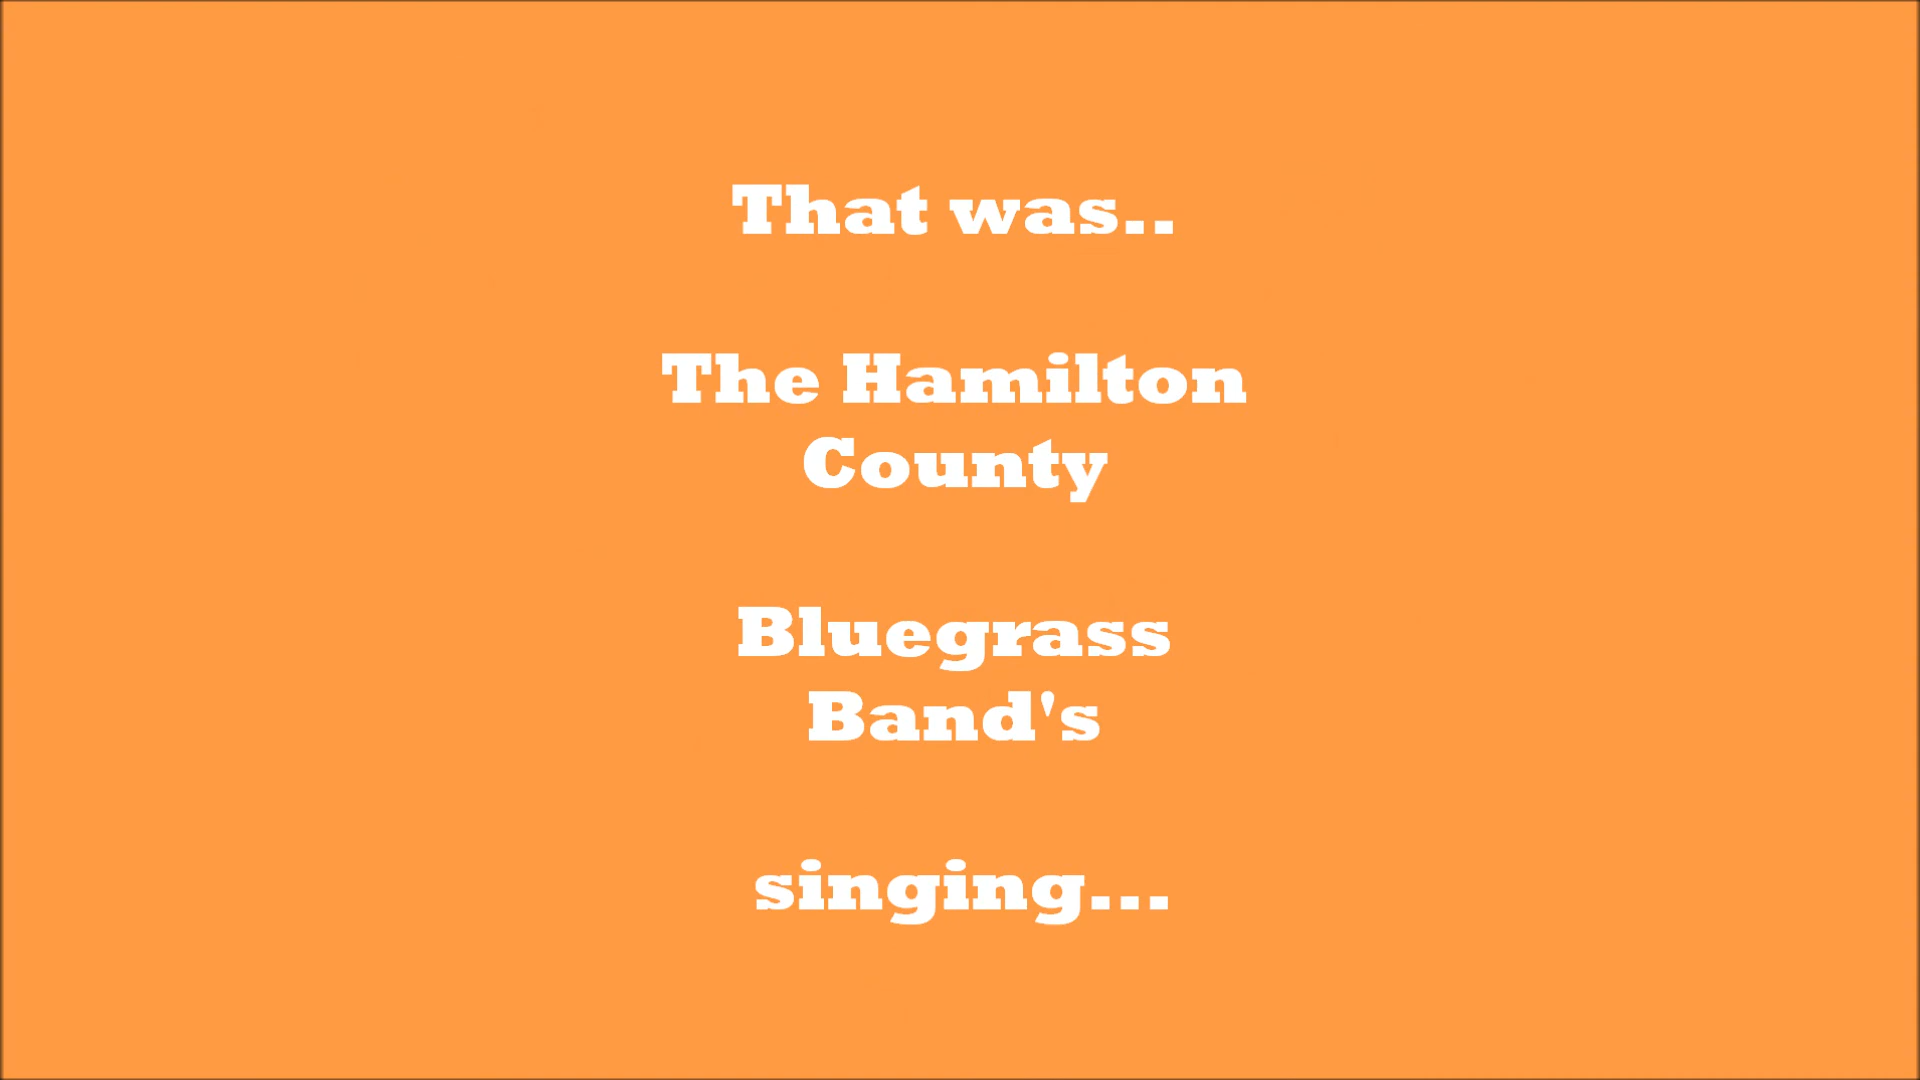 That was..
The Hamilton
County
Bluegrass
Band's
singing...